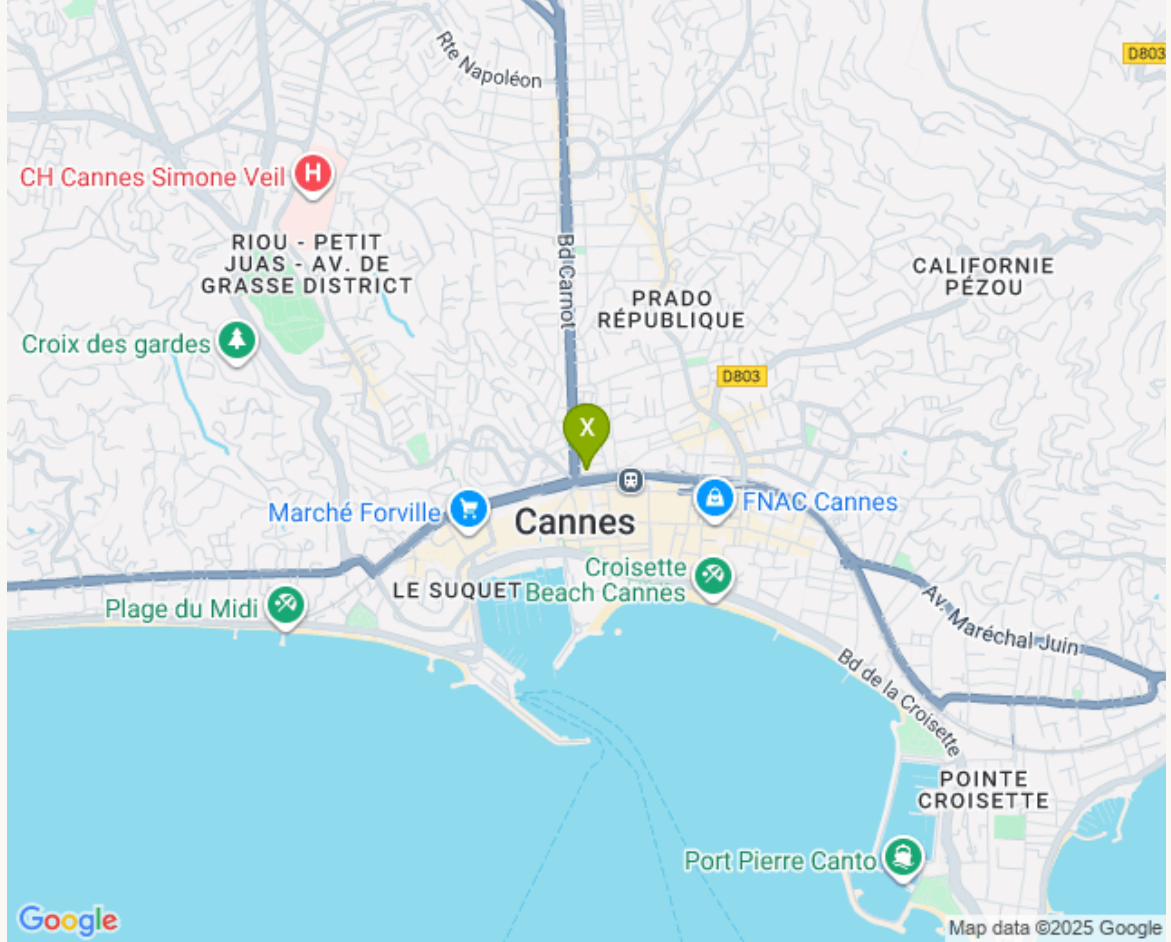 Rte Napoléon
D803
CH Cannes Simone Veil
H
RIOU - PETIT
JUAS - AV. DE
GRASSE DISTRICT
Bd Carnot
CALIFORNIE
PÉZOU
PRADO
RÉPUBLIQUE
Croix des gardes
D803
X
Marché Forville
Cannes
FNAC Cannes
LE SUQUET
Croisette
Beach Cannes
Plage du Midi
Av. Maréchal Juin
Bd de la Croisette
POINTE
CROISETTE
Port Pierre Canto
Google
Map data ©2025 Google